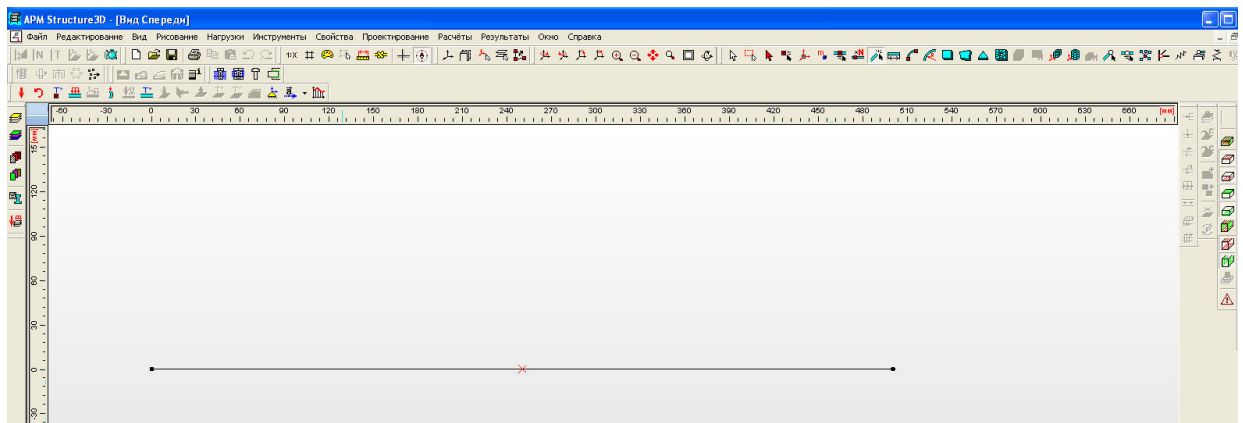 APM Structure3D - [Вид Спереди]
Файл Редактирование Вид Рисование Нагрузки Инструменты Свойства Проектирование Расчёты Результаты Окно Справка
-60 -30 0 30 60 90 120 150 180 210 240 270 300 330 360 390 420 450 480 510 540 570 600 630 660 [мм]
[мм]
120
90
60
30
0
-30